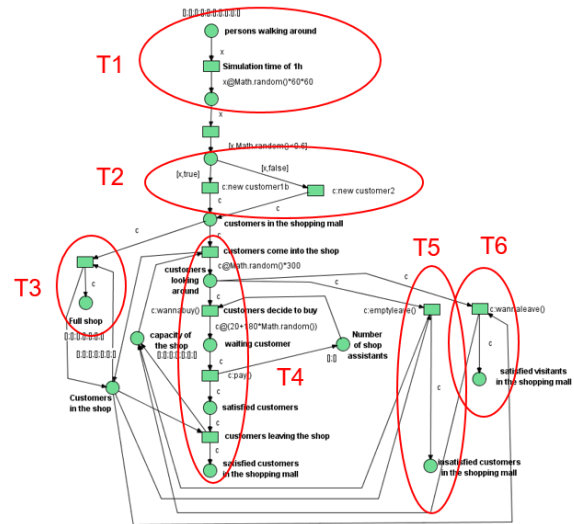 []:[]:[]:[]:[]:[]:[]:[]:[]
persons walking around
x
T1
Simulation time of 1h
x@Math.random()*60*60
x
[x,Math.random()<0.6]
[x,true]
[x,false]
T2
c:new customer1b
c:new customer2
c
c
customers in the shopping mall
c
c
T5
T6
customers come into the shop
c@Math.random()*300
c
c
T3
customers
looking
around
c
c
c:wannabuy()
customers decide to buy
c:emptyleave()
c:wannaleave()
Full shop
c@(20+180*Math.random())
capacity of
the shop
waiting customer
Number
of shop
assistants
c
c
T4
c:pay()
[]:[]
c
satisfied visitants
in the shopping mall
Customers
in the shop
satisfied customers
c
customers leaving the shop
c
satisfied customers
in the shopping mall
insatisfied customers
in the shopping mall